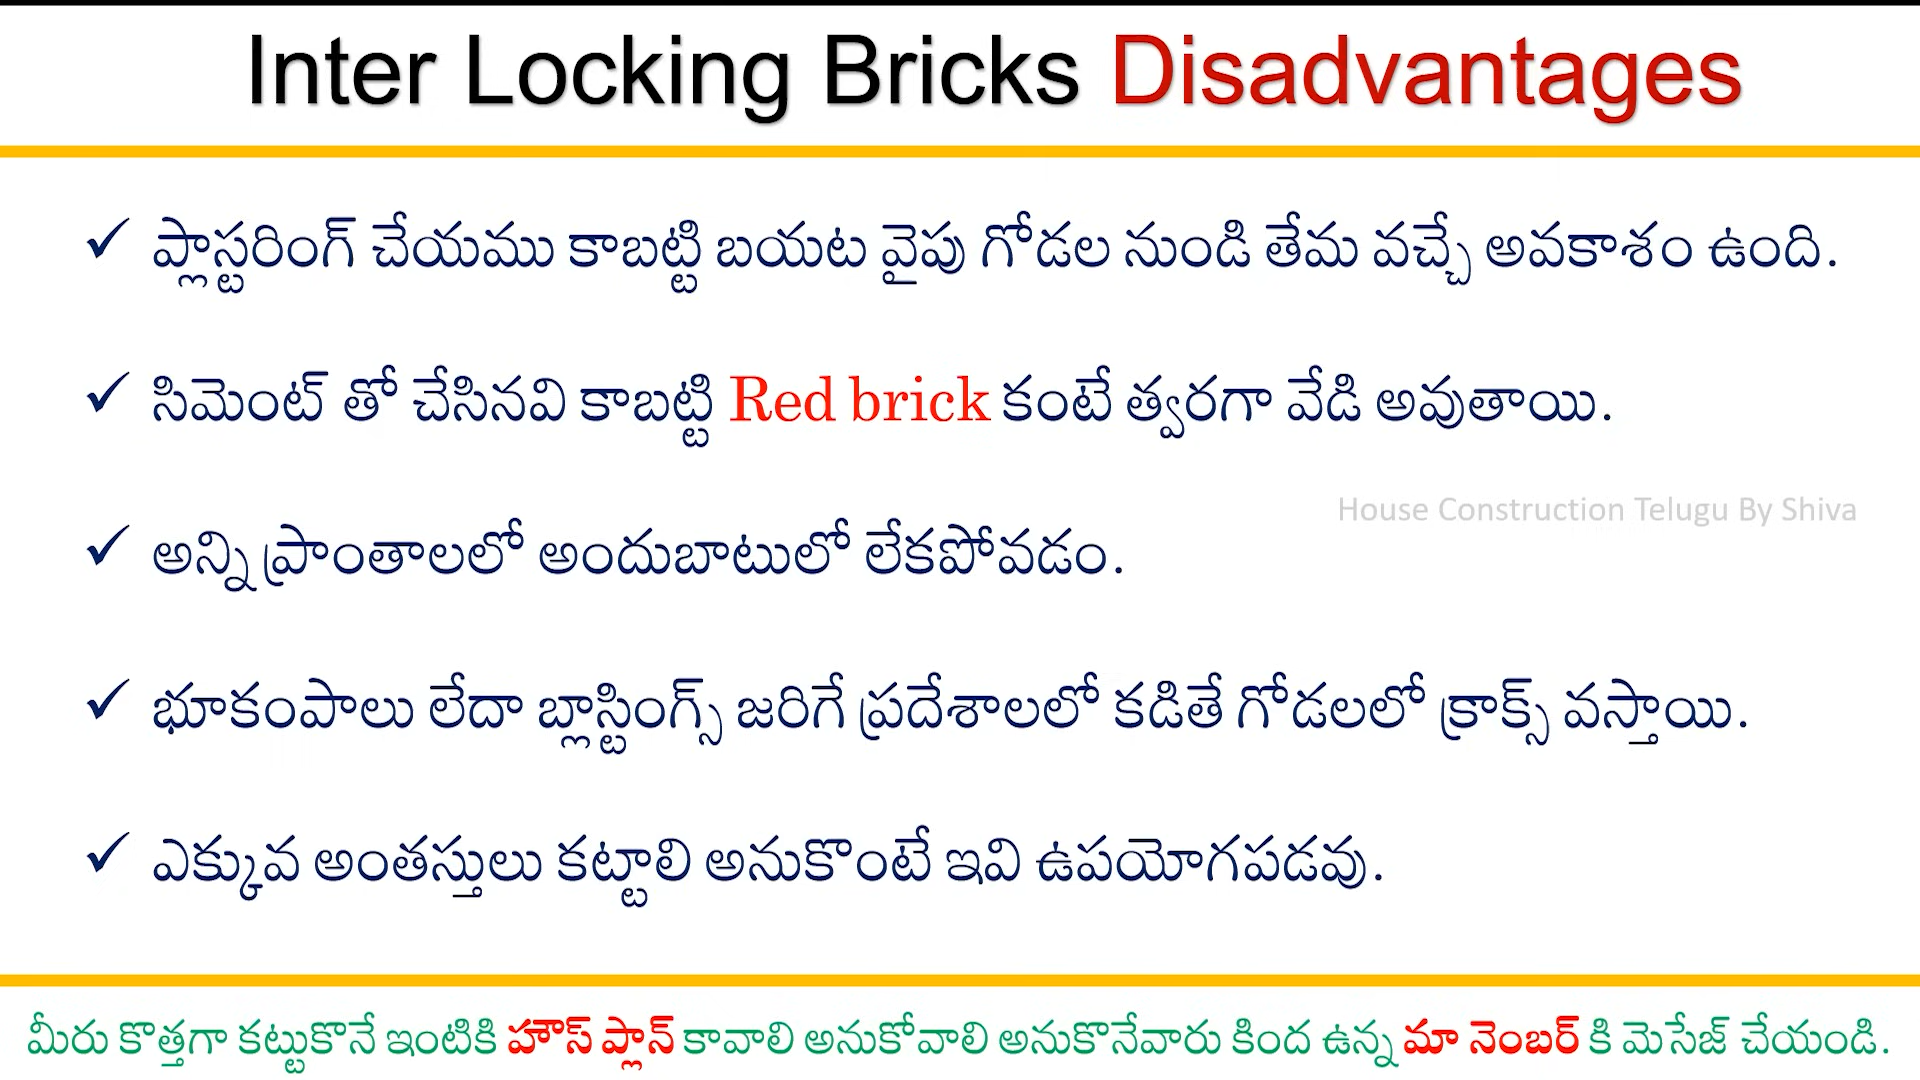 Inter Locking Bricks Disadvantages
✓ ప్లాస్టరింగ్ చేయము కాబట్టి బయట వైపు గోడల నుండి తేమ వచ్చే అవకాశం ఉంది.
✓ సిమెంట్ తో చేసినవి కాబట్టి Red brick కంటే త్వరగా వేడి అవుతాయి.
House Construction Telugu By Shiva
✓ అన్ని ప్రాంతాలలో అందుబాటులో లేకపోవడం.
✓ భూకంపాలు లేదా బ్లాస్టింగ్స్ జరిగే ప్రదేశాలలో కడితే గోడలలో క్రాక్స్ వస్తాయి.
✓ ఎక్కువ అంతస్తులు కట్టాలి అనుకొంటే ఇవి ఉపయోగపడవు.
మీరు కొత్తగా కట్టుకొనే ఇంటికి హౌస్ ప్లాన్ కావాలి అనుకోవాలి అనుకొనేవారు కింద ఉన్న మా నెంబర్ కి మెసేజ్ చేయండి.